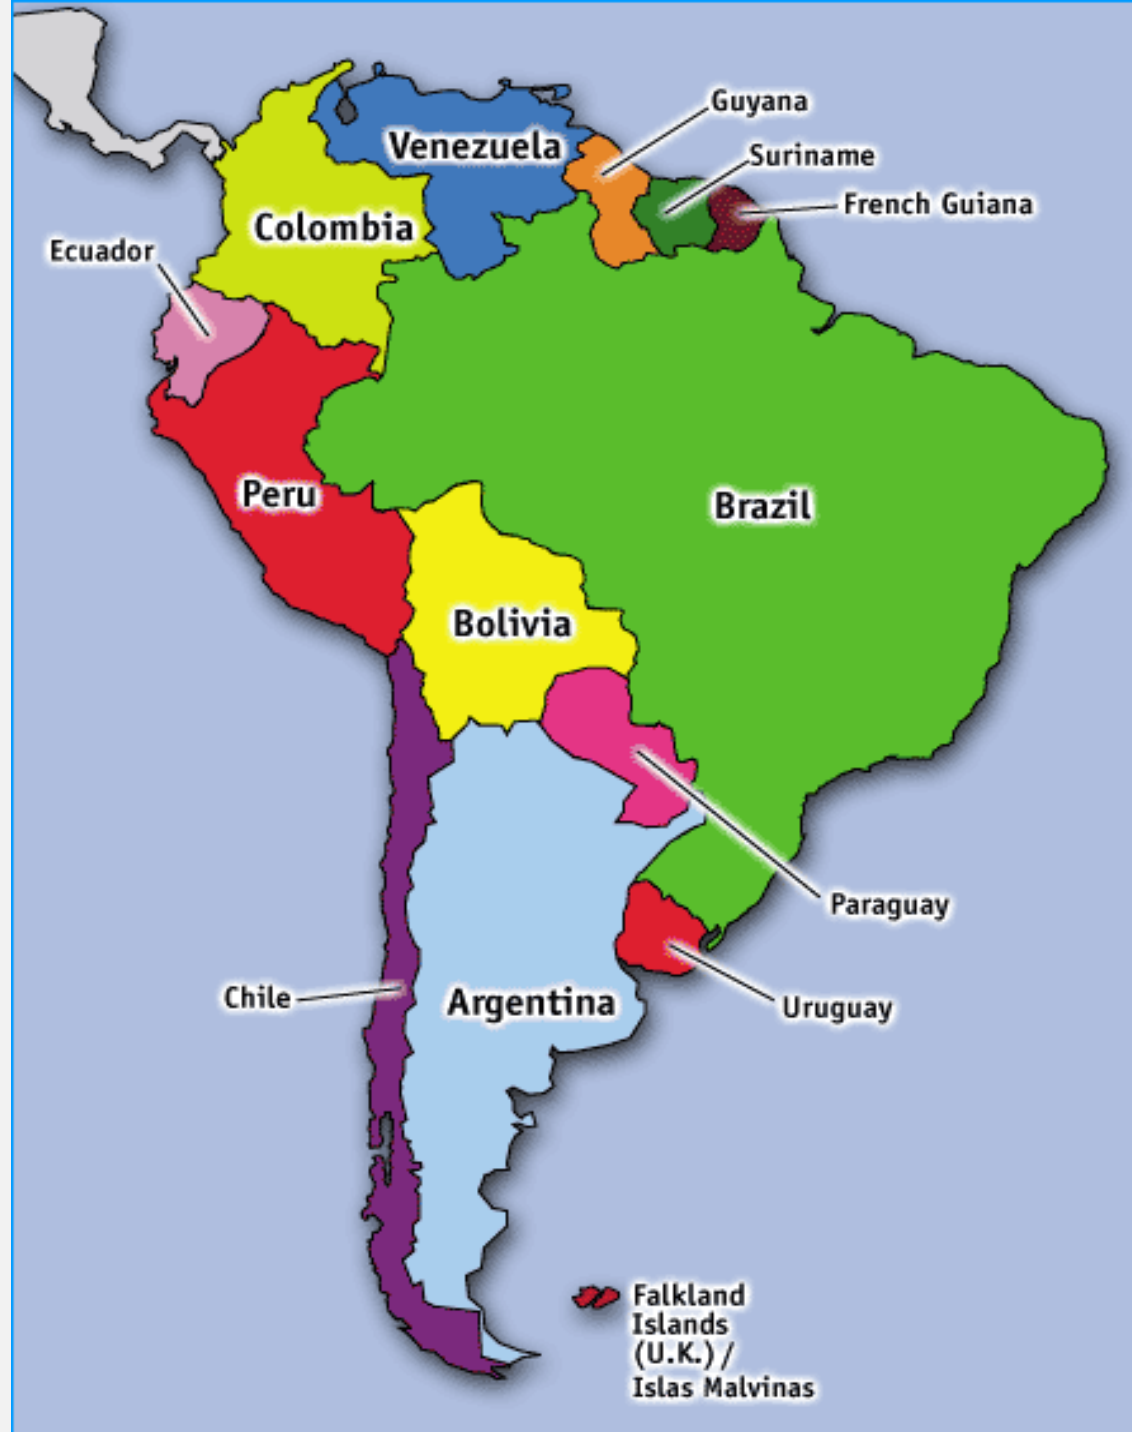 Guyana
Venezuela
Suriname
French Guiana
Colombia
Ecuador
Peru
Brazil
Bolivia
Paraguay
Chile
Argentina
Uruguay
Falkland
Islands
(U.K.) /
Islas Malvinas